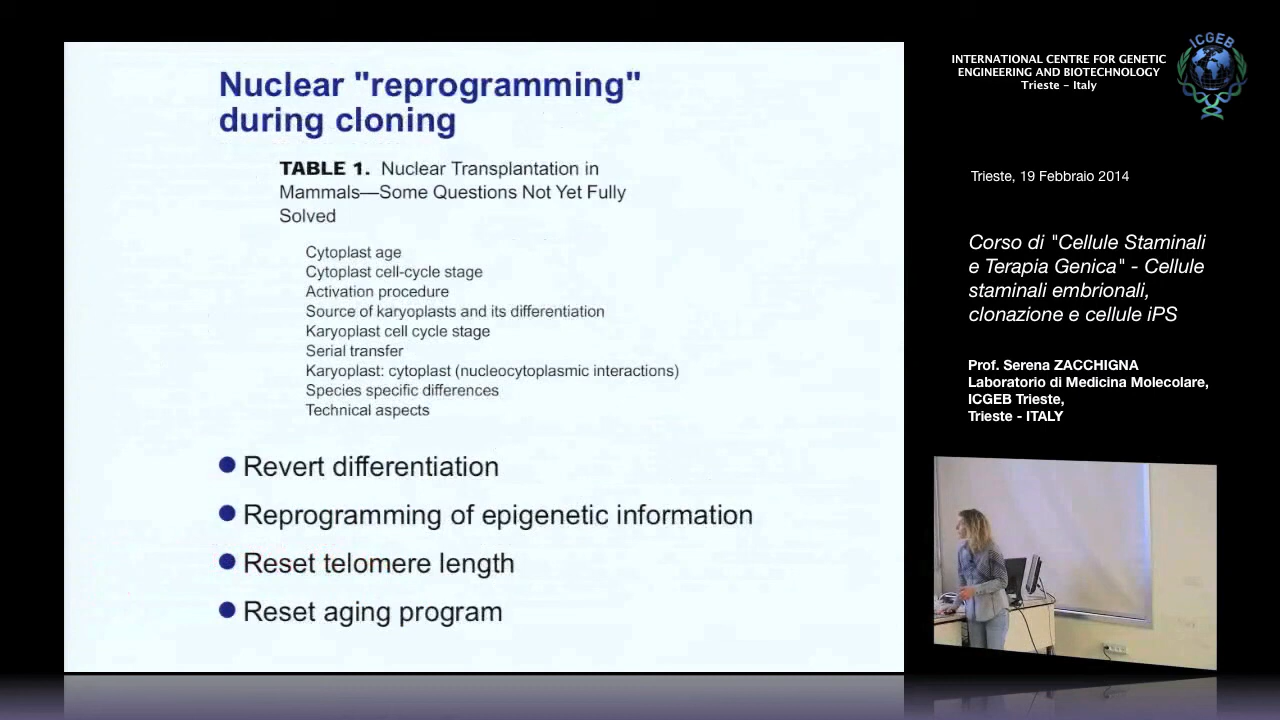 Nuclear "reprogramming"
during cloning
TABLE 1. Nuclear Transplantation in
Mammals—Some Questions Not Yet Fully
Solved
Cytoplast age
Cytoplast cell-cycle stage
Activation procedure
Source of karyoplasts and its differentiation
Karyoplast cell cycle stage
Serial transfer
Karyoplast: cytoplast (nucleocytoplasmic interactions)
Species specific differences
Technical aspects
Revert differentiation
Reprogramming of epigenetic information
Reset telomere length
Reset aging program
INTERNATIONAL CENTRE FOR GENETIC
ENGINEERING AND BIOTECHNOLOGY
Trieste - Italy
ICGEB
Trieste, 19 Febbraio 2014
Corso di "Cellule Staminali
e Terapia Genica" - Cellule
staminali embrionali,
clonazione e cellule iPS
Prof. Serena ZACCHIGNA
Laboratorio di Medicina Molecolare,
ICGEB Trieste,
Trieste - ITALY